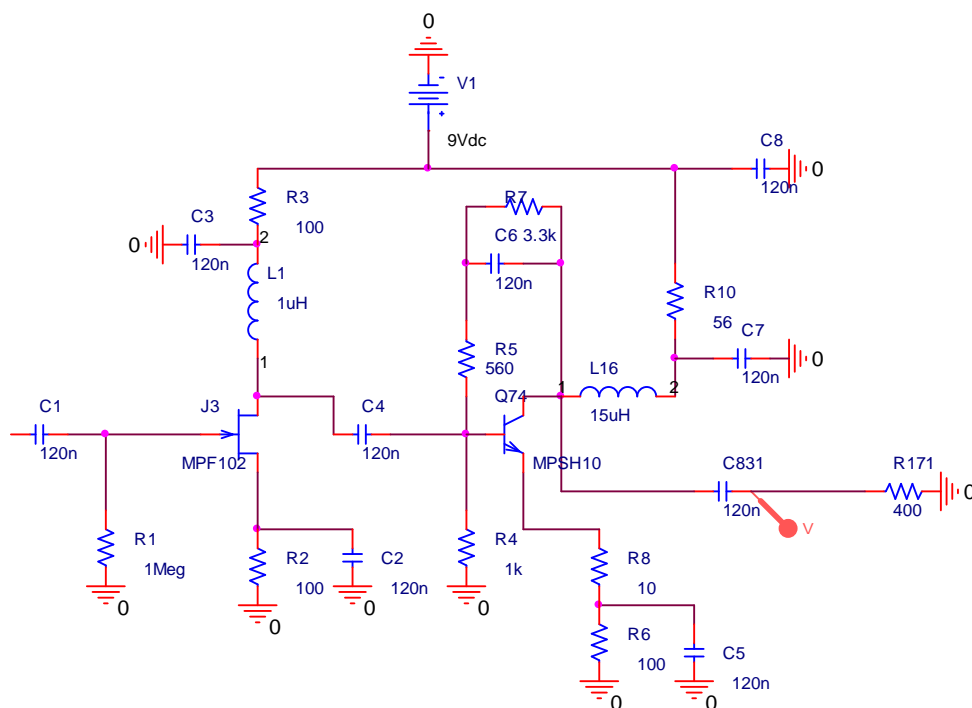 0
V1
-
+
9Vdc
C8
0
120n
R3
100
R7
C3
C6 3.3k
0
2
120n
120n
L1
1uH
R10
56
C7
R5
560
L16
0
120n
1
1
2
Q74
15uH
C1
J3
C4
120n
MPF102
120n
MPSH10
C831
R171
0
120n
400
V
R1
1Meg
R2
100
C2
120n
R4
1k
R8
10
0
0
0
0
R6
100
C5
120n
0
0